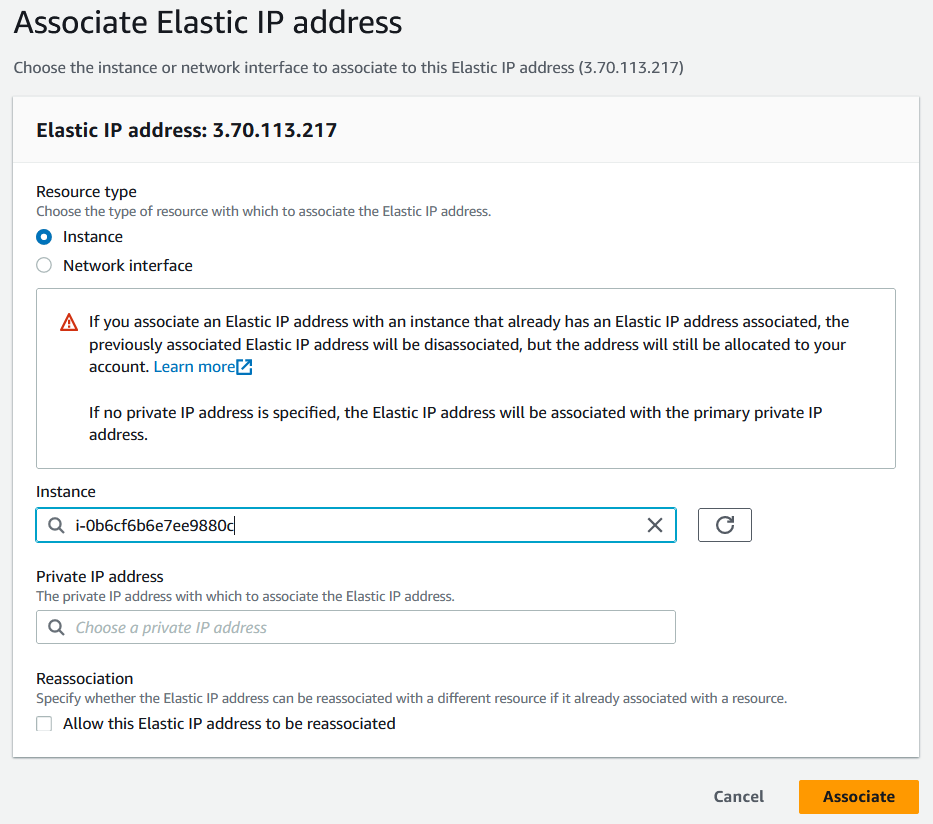 Associate Elastic IP address
Choose the instance or network interface to associate to this Elastic IP address (3.70.113.217)
Elastic IP address: 3.70.113.217
Resource type
Choose the type of resource with which to associate the Elastic IP address.
Instance
Network interface
If you associate an Elastic IP address with an instance that already has an Elastic IP address associated, the
previously associated Elastic IP address will be disassociated, but the address will still be allocated to your
account. Learn more
If no private IP address is specified, the Elastic IP address will be associated with the primary private IP
address.
Instance
i-0b6cf6b6e7ee9880c
Private IP address
The private IP address with which to associate the Elastic IP address.
Choose a private IP address
Reassociation
Specify whether the Elastic IP address can be reassociated with a different resource if it already associated with a resource.
Allow this Elastic IP address to be reassociated
Cancel
Associate